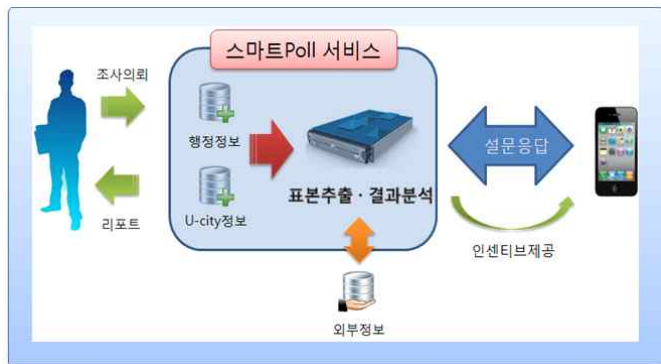 스마트Poll 서비스
조사의뢰
행정정보
설문응답
표본추출 · 결과분석
리포트
U-city정보
인센티브제공
외부정보